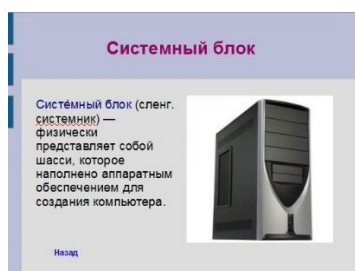 Системный блок
Систе́мный блок (сленг.
системник) —
физически
представляет собой
шасси, которое
наполнено аппаратным
обеспечением для
создания компьютера.
Назад